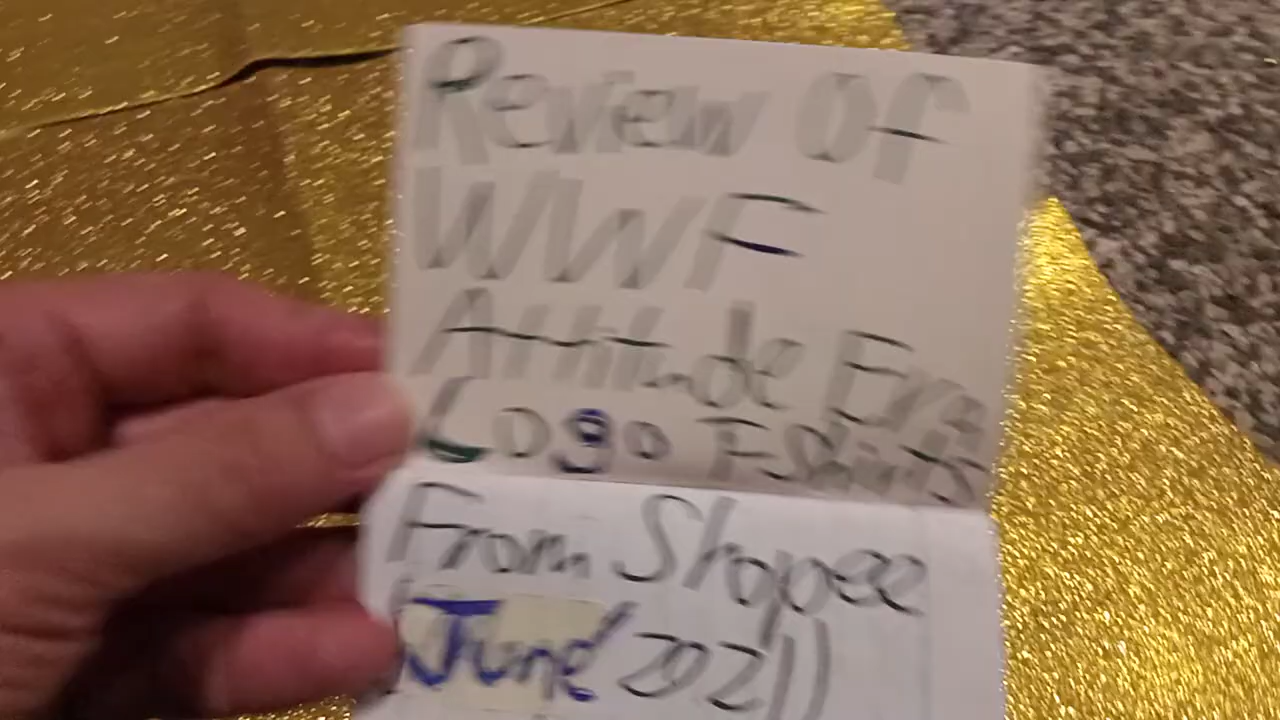 Review Of
WWF
Attitude Era
Logo T-Shirts
From Shopee
(June 2021)